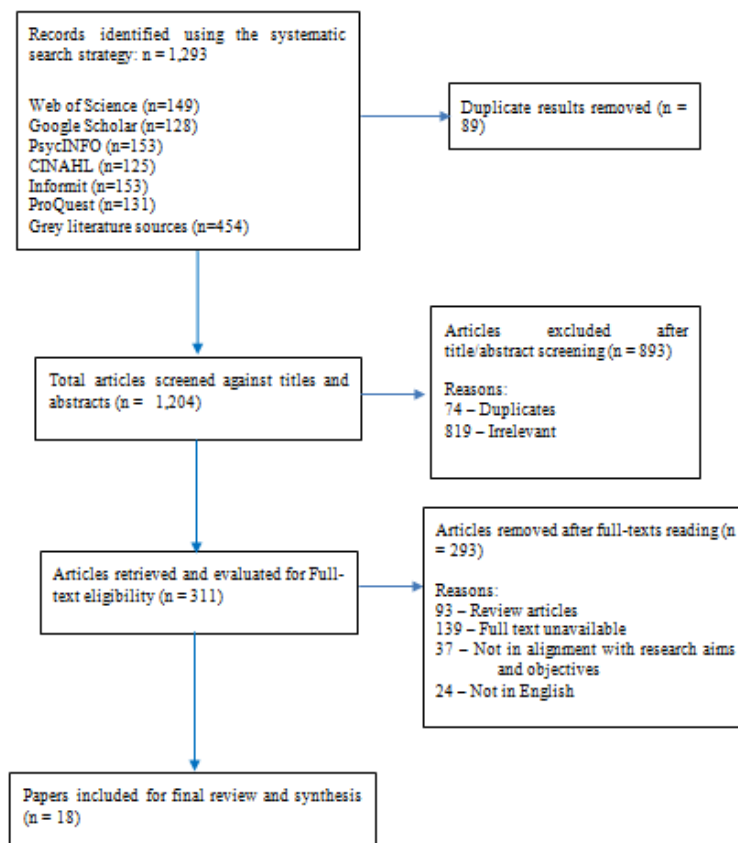 Records identified using the systematic
search strategy: n = 1,293
Web of Science (n=149)
Google Scholar (n=128)
PsycINFO (n=153)
CINAHL (n=125)
Informit (n=153)
ProQuest (n=131)
Grey literature sources (n=454)
Duplicate results removed (n =
89)
Total articles screened against titles and
abstracts (n = 1,204)
Articles excluded after
title/abstract screening (n = 893)
Reasons:
74 – Duplicates
819 – Irrelevant
Articles retrieved and evaluated for Full-
text eligibility (n = 311)
Articles removed after full-texts reading (n
= 293)
Reasons:
93 – Review articles
139 – Full text unavailable
37 – Not in alignment with research aims
and objectives
24 – Not in English
Papers included for final review and synthesis
(n = 18)